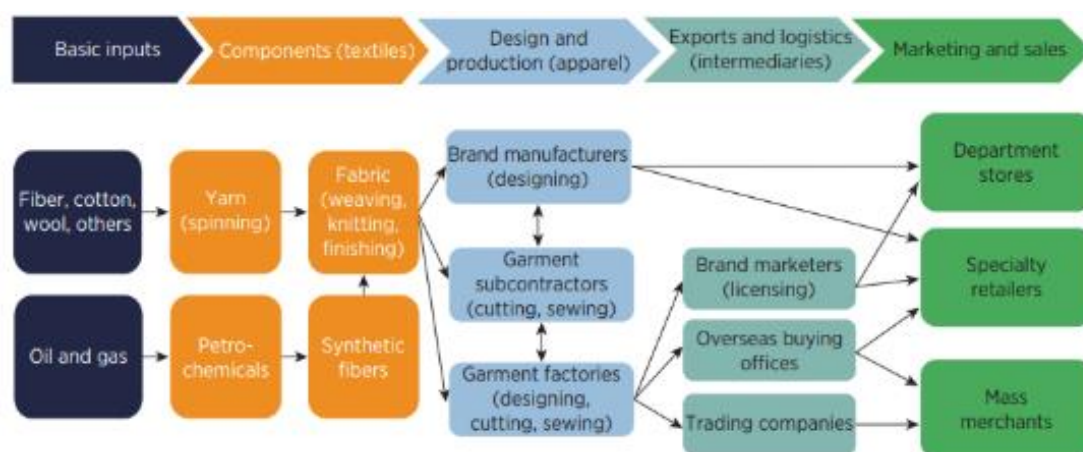 Basic inputs
Components (textiles)
Design and
production (apparel)
Exports and logistics
(intermediaries)
Marketing and sales
Fiber, cotton,
wool, others
Yarn
(spinning)
Fabric
(weaving,
knitting,
finishing)
Brand manufacturers
(designing)
Department
stores
Garment
subcontractors
(cutting, sewing)
Brand marketers
(licensing)
Specialty
retailers
Oil and gas
Petro-
chemicals
Synthetic
fibers
Overseas buying
offices
Garment factories
(designing,
cutting, sewing)
Trading companies
Mass
merchants